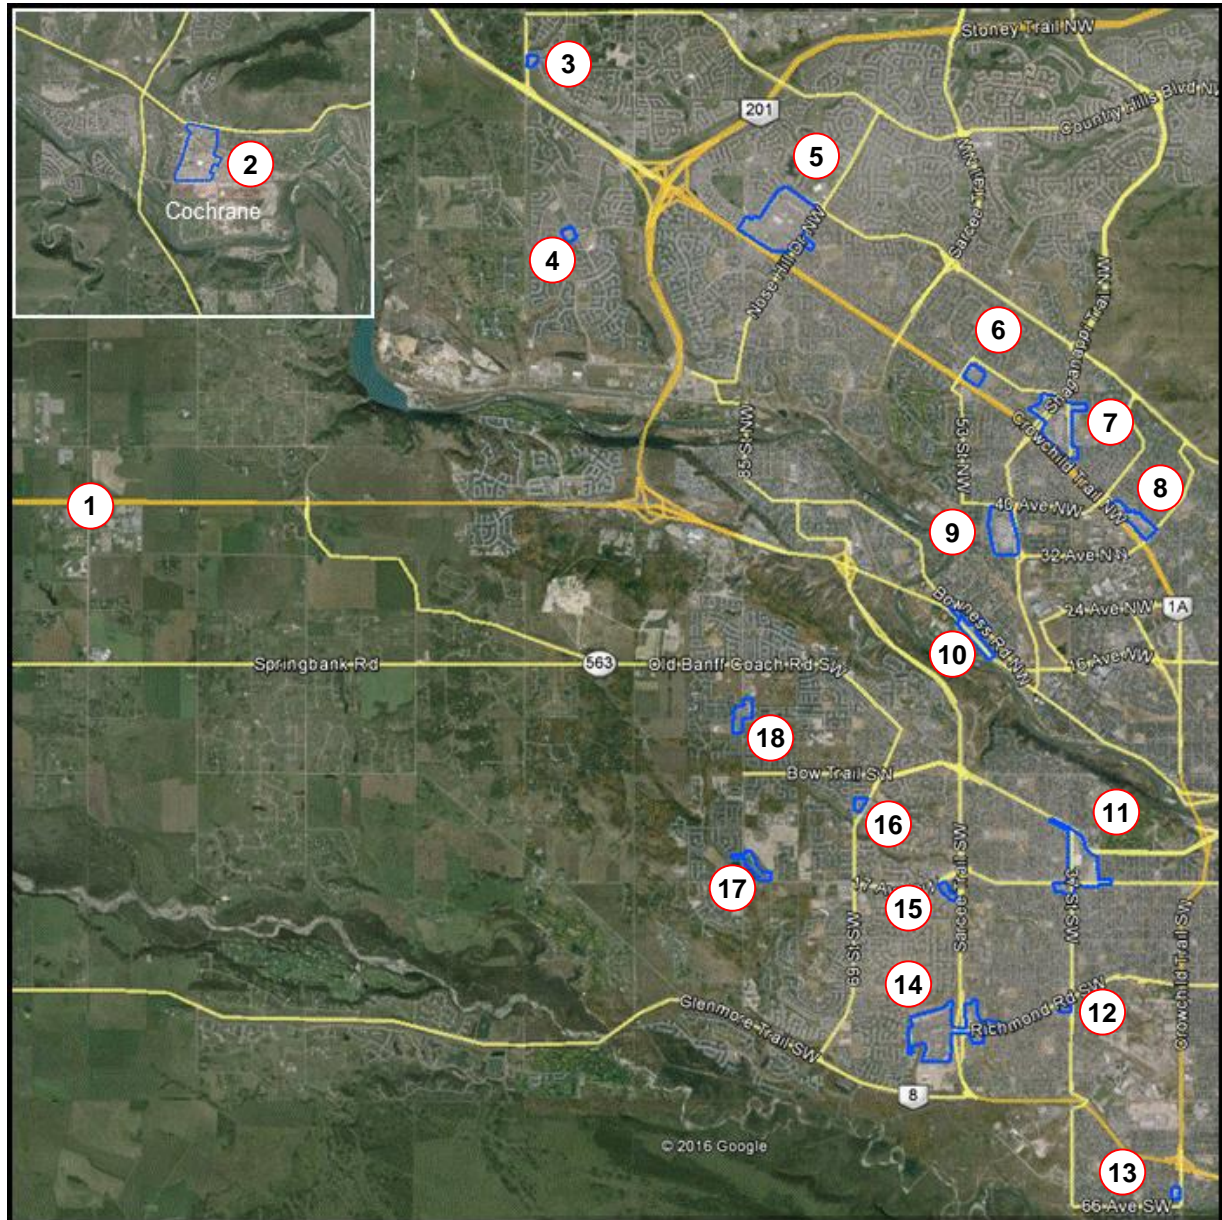 Stoney Trail NW
3
201
Country Hills Blvd N
2
5
Cochrane
Sarcee Trail NW
4
Nose Hill Dr NW
Shaganappi Trail NW
6
7
85 St NW
53 St NW
Crowchild Trail NW
8
1
40 Ave NW
9
32 Ave NW
Bowness Rd NW
24 Ave NW
1A
10
16 Ave NW
Springbank Rd
563
Old Banff Coach Rd SW
18
Bow Trail SW
11
16
17
17 Ave
15
Sarcee Trail SW
69 St SW
Crowchild Trail SW
14
Richmond Rd SW
12
Glenmore Trail SW
8
© 2016 Google
13
66 Ave SW